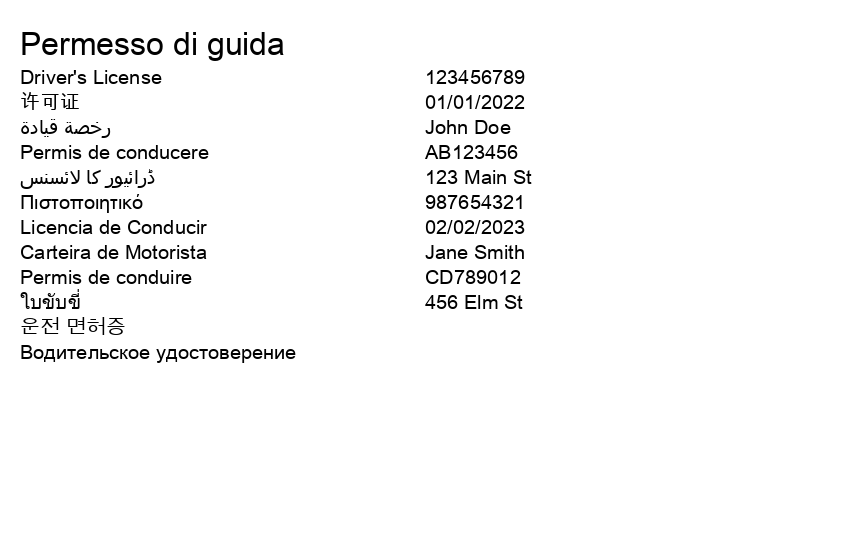 Permesso di guida
Driver's License 123456789
许可证 01/01/2022
رخصة قيادة John Doe
Permis de conducere AB123456
ڈرائیور کا لائسنس 123 Main St
Πιστοποιητικό 987654321
Licencia de Conducir 02/02/2023
Carteira de Motorista Jane Smith
Permis de conduire CD789012
ใบขับขี่ 456 Elm St
운전 면허증
Водительское удостоверение